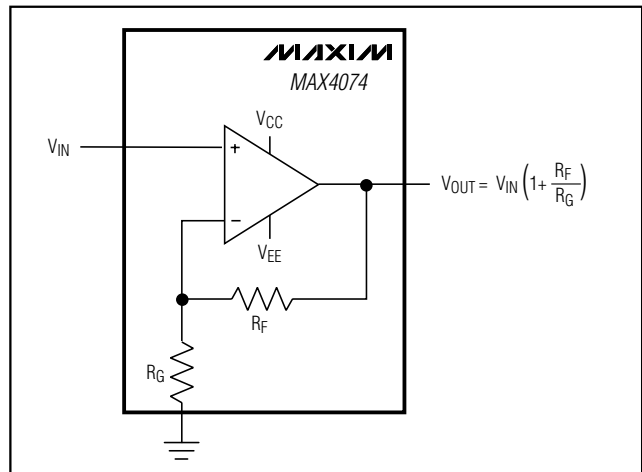 MAXIM
MAX4074
VCC
VIN
+
−
VEE
VOUT = VIN (1+ RF/RG)
RF
RG